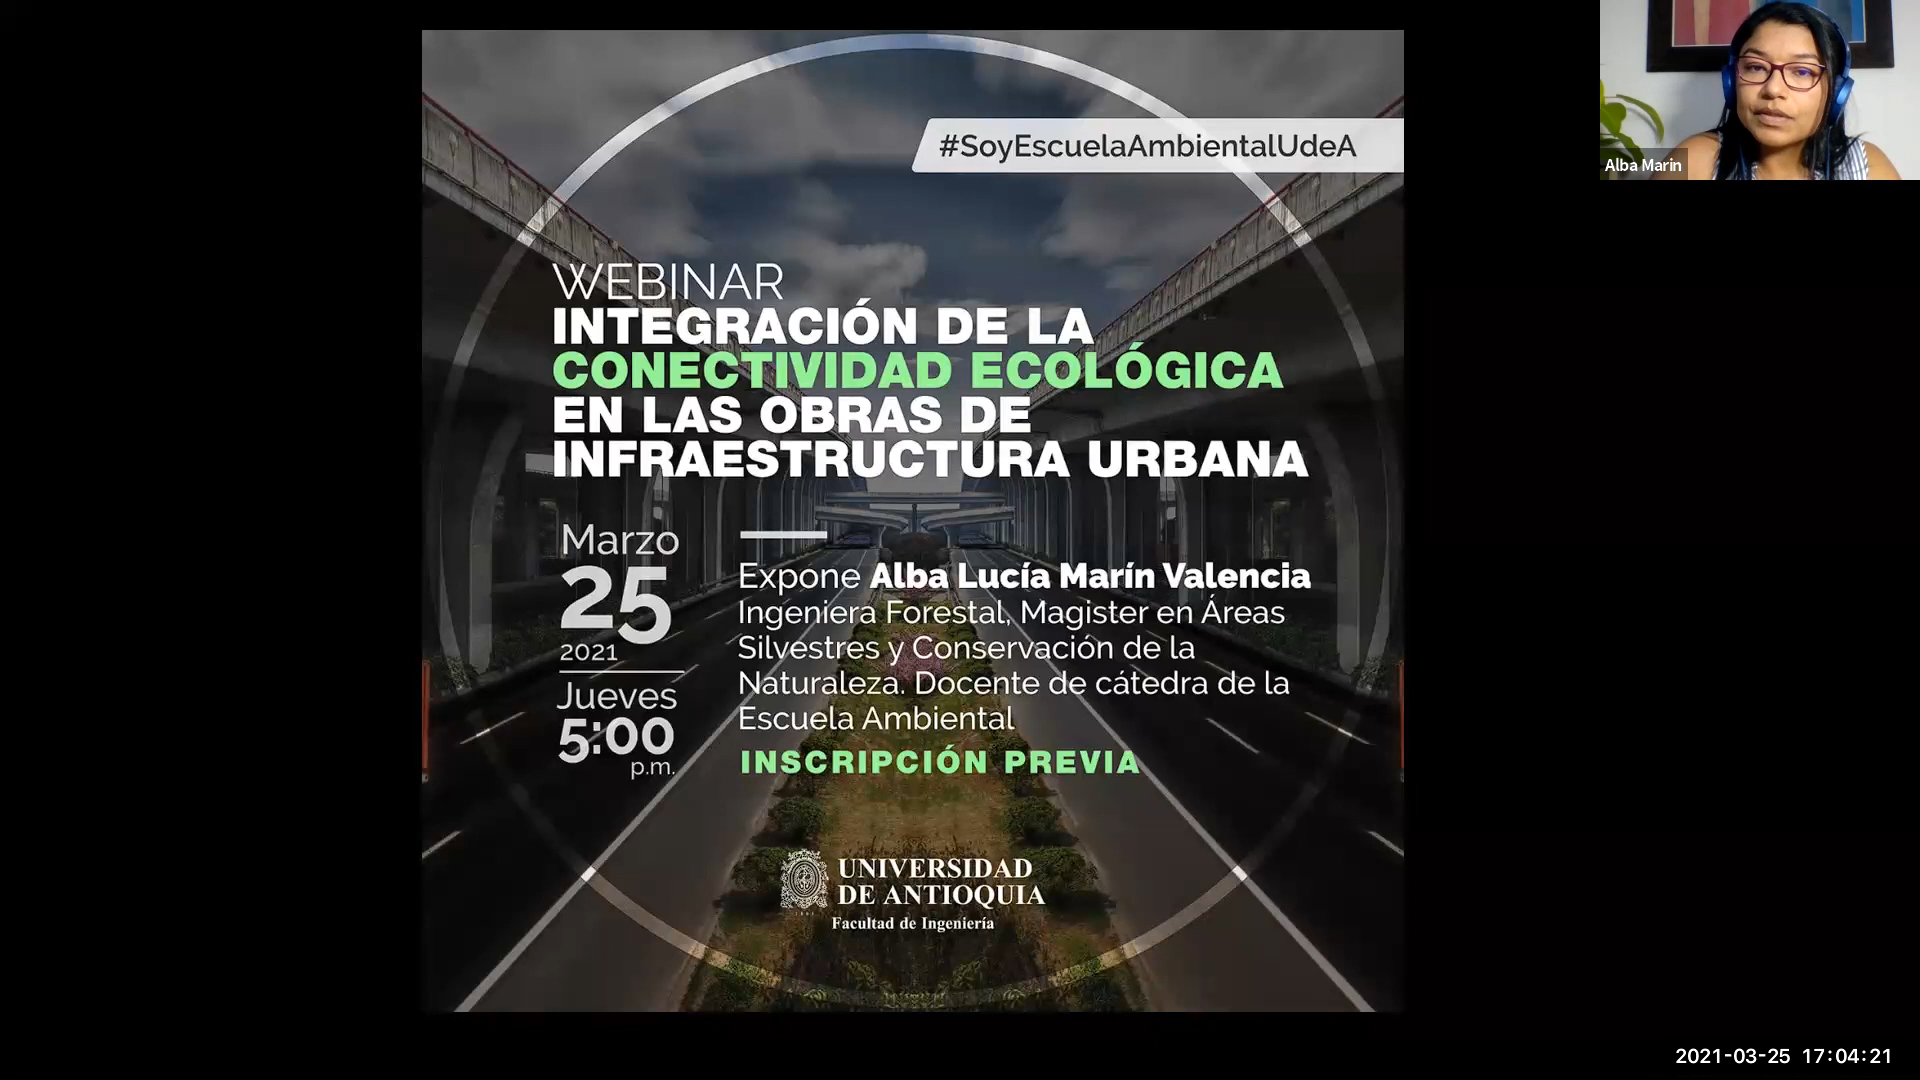 #SoyEscuelaAmbientalUdeA
WEBINAR
INTEGRACIÓN DE LA
CONECTIVIDAD ECOLÓGICA
EN LAS OBRAS DE
INFRAESTRUCTURA URBANA
Marzo
25
2021
Jueves
5:00
p.m.
Expone Alba Lucía Marín Valencia
Ingeniera Forestal, Magister en Áreas
Silvestres y Conservación de la
Naturaleza. Docente de cátedra de la
Escuela Ambiental
INSCRIPCIÓN PREVIA
UNIVERSIDAD
DE ANTIOQUIA
Facultad de Ingeniería
Alba Marin
2021-03-25 17:04:21